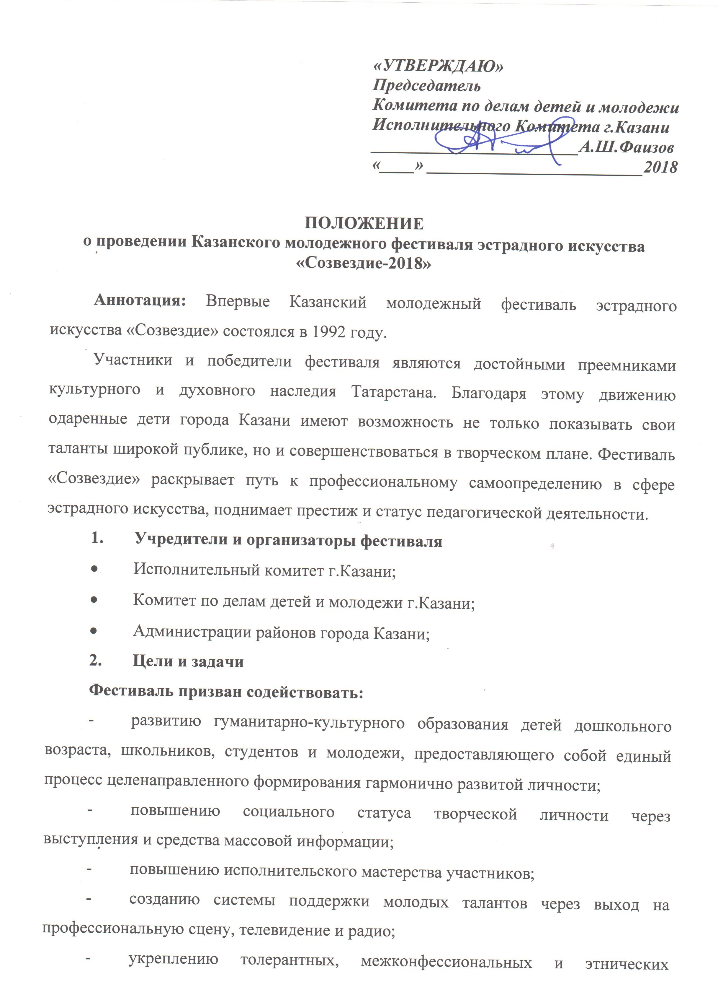 «УТВЕРЖДАЮ»
Председатель
Комитета по делам детей и молодежи
Исполнительного Комитета г.Казани
________________________А.Ш.Фаизов
«____» _________________________2018
ПОЛОЖЕНИЕ
о проведении Казанского молодежного фестиваля эстрадного искусства
«Созвездие-2018»
Аннотация: Впервые Казанский молодежный фестиваль эстрадного
искусства «Созвездие» состоялся в 1992 году.
Участники и победители фестиваля являются достойными преемниками
культурного и духовного наследия Татарстана. Благодаря этому движению
одаренные дети города Казани имеют возможность не только показывать свои
таланты широкой публике, но и совершенствоваться в творческом плане. Фестиваль
«Созвездие» раскрывает путь к профессиональному самоопределению в сфере
эстрадного искусства, поднимает престиж и статус педагогической деятельности.
1. Учредители и организаторы фестиваля
• Исполнительный комитет г.Казани;
• Комитет по делам детей и молодежи г.Казани;
• Администрации районов города Казани;
2. Цели и задачи
Фестиваль призван содействовать:
- развитию гуманитарно-культурного образования детей дошкольного
возраста, школьников, студентов и молодежи, предоставляющего собой единый
процесс целенаправленного формирования гармонично развитой личности;
- повышению социального статуса творческой личности через
выступления и средства массовой информации;
- повышению исполнительского мастерства участников;
- созданию системы поддержки молодых талантов через выход на
профессиональную сцену, телевидение и радио;
- укреплению толерантных, межконфессиональных и этнических